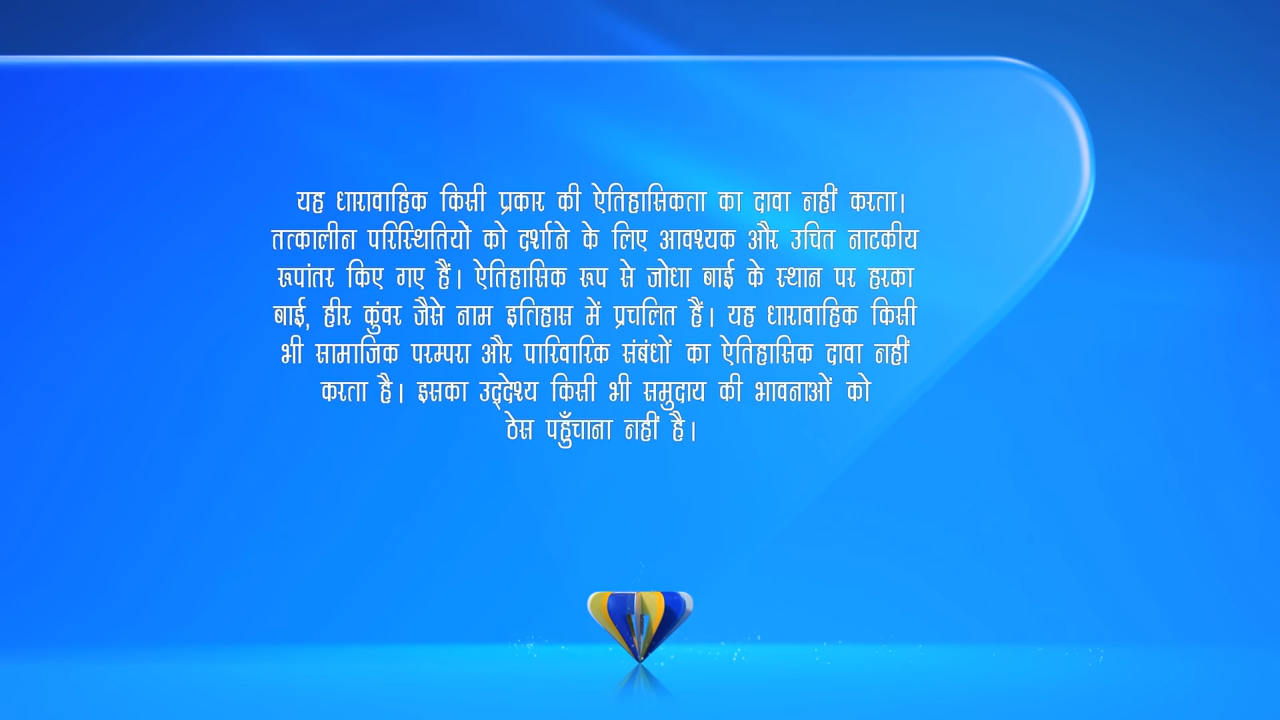 यह धारावाहिक किसी प्रकार की ऐतिहासिकता का दावा नहीं करता।
तत्कालीन परिस्थितियों को दर्शाने के लिए आवश्यक और उचित नाटकीय
रूपांतर किए गए हैं। ऐतिहासिक रूप से जोधा बाई के स्थान पर हरका
बाई, हीर कुंवर जैसे नाम इतिहास में प्रचलित हैं। यह धारावाहिक किसी
भी सामाजिक परम्परा और पारिवारिक संबंधों का ऐतिहासिक दावा नहीं
करता है। इसका उद्देश्य किसी भी समुदाय की भावनाओं को
ठेस पहुँचाना नहीं है।